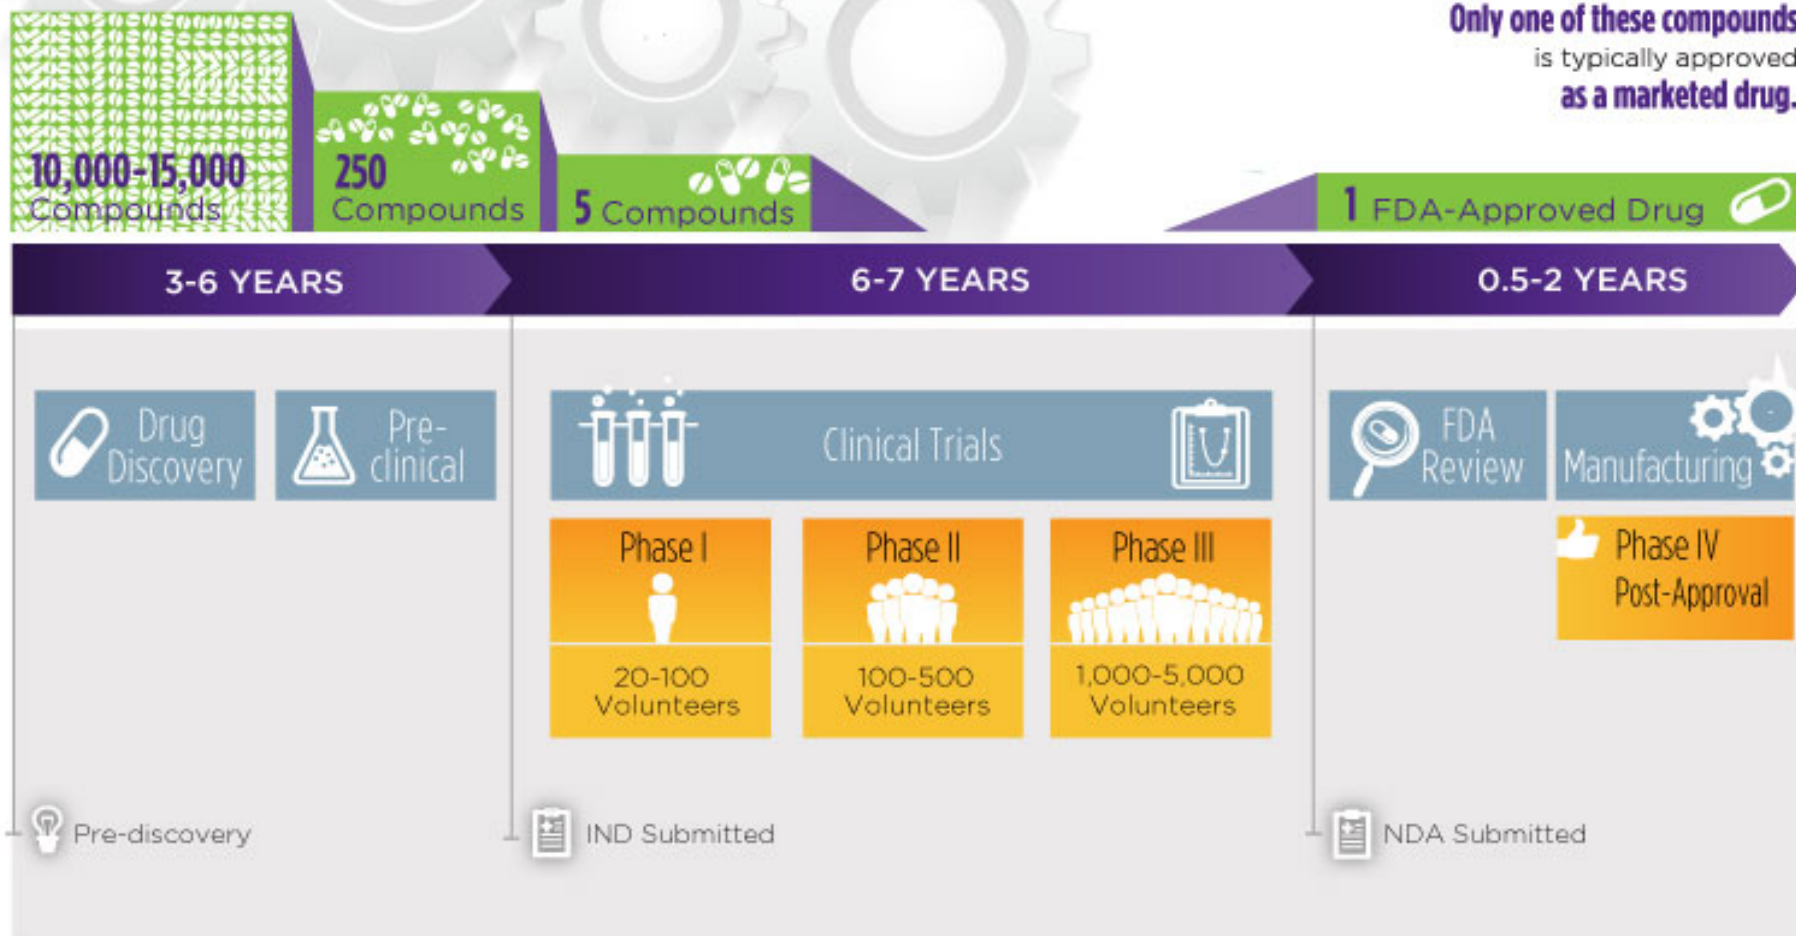 Only one of these compounds
is typically approved
as a marketed drug.
10,000-15,000
Compounds
250
Compounds
5 Compounds
1 FDA-Approved Drug
3-6 YEARS
6-7 YEARS
0.5-2 YEARS
Drug
Discovery
Pre-
clinical
Clinical Trials
FDA
Review
Manufacturing
Phase I
20-100
Volunteers
Phase II
100-500
Volunteers
Phase III
1,000-5,000
Volunteers
Phase IV
Post-Approval
Pre-discovery
IND Submitted
NDA Submitted